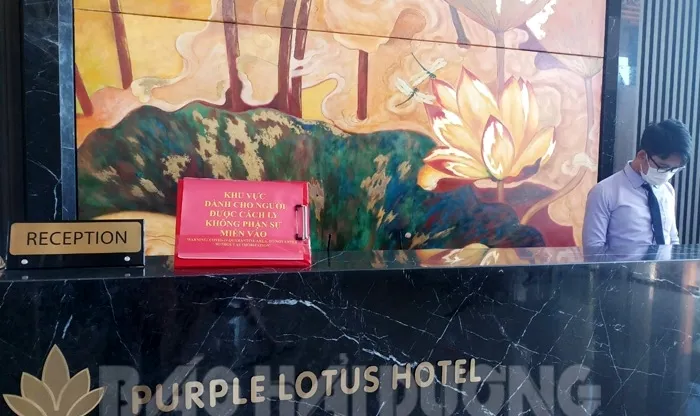 KHU VỰC
DÀNH CHO NGƯỜI
ĐƯỢC CÁCH LY
KHÔNG PHẬN SỰ
MIỄN VÀO
RECEPTION
PURPLE LOTUS HOTEL
BÁO HẢI DƯƠNG